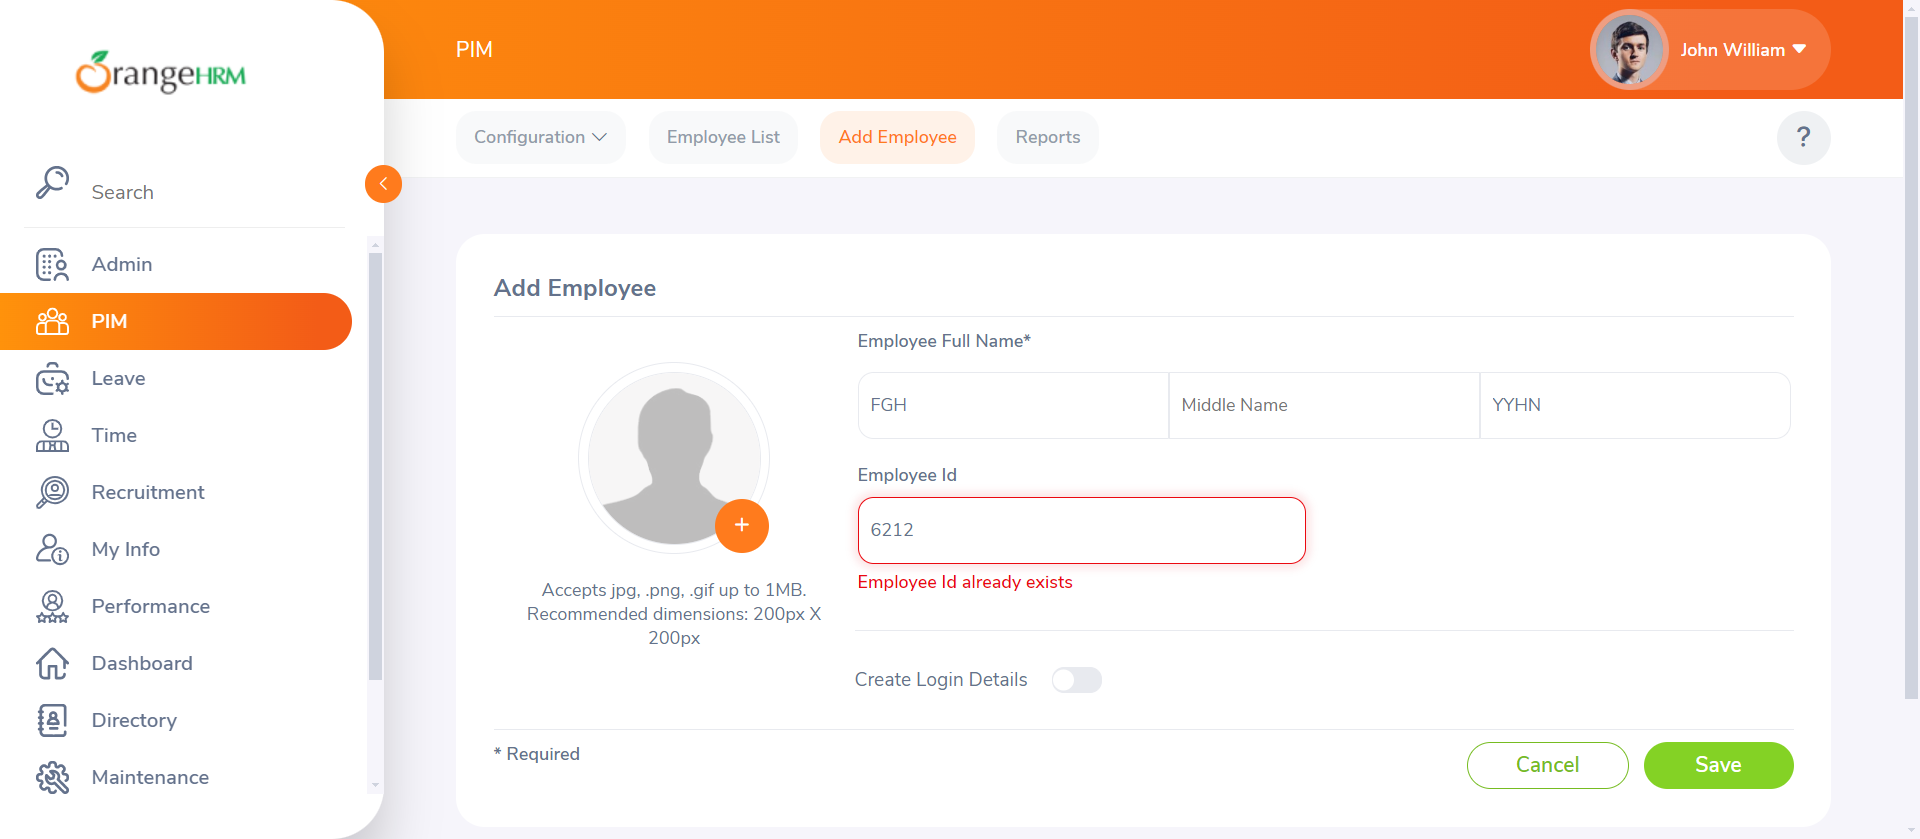 OrangeHRM
Search
Admin
PIM
Leave
Time
Recruitment
My Info
Performance
Dashboard
Directory
Maintenance
PIM
John William
Configuration
Employee List
Add Employee
Reports
?
Add Employee
Accepts jpg, .png, .gif up to 1MB.
Recommended dimensions: 200px X
200px
Employee Full Name*
FGH
Middle Name
YYHN
Employee Id
6212
Employee Id already exists
Create Login Details
* Required
Cancel
Save